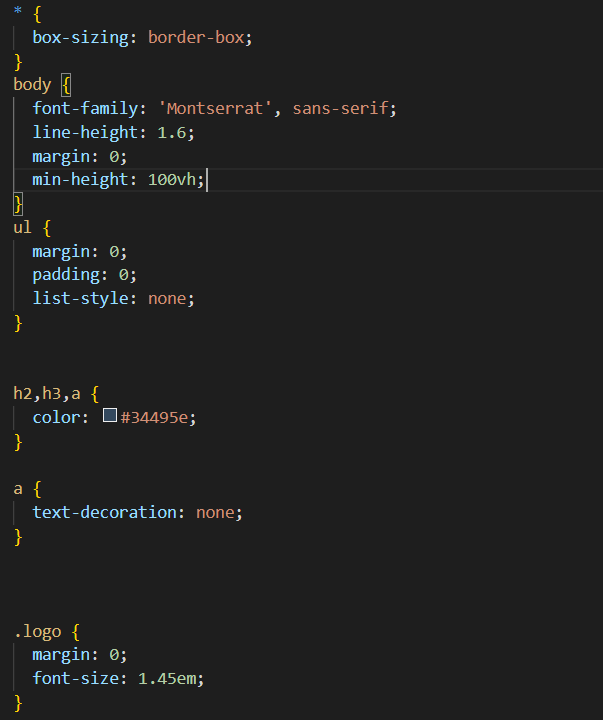 * {
  box-sizing: border-box;
}
body {
  font-family: 'Montserrat', sans-serif;
  line-height: 1.6;
  margin: 0;
  min-height: 100vh;
}
ul {
  margin: 0;
  padding: 0;
  list-style: none;
}
h2,h3,a {
  color: #34495e;
}
a {
  text-decoration: none;
}
.logo {
  margin: 0;
  font-size: 1.45em;
}